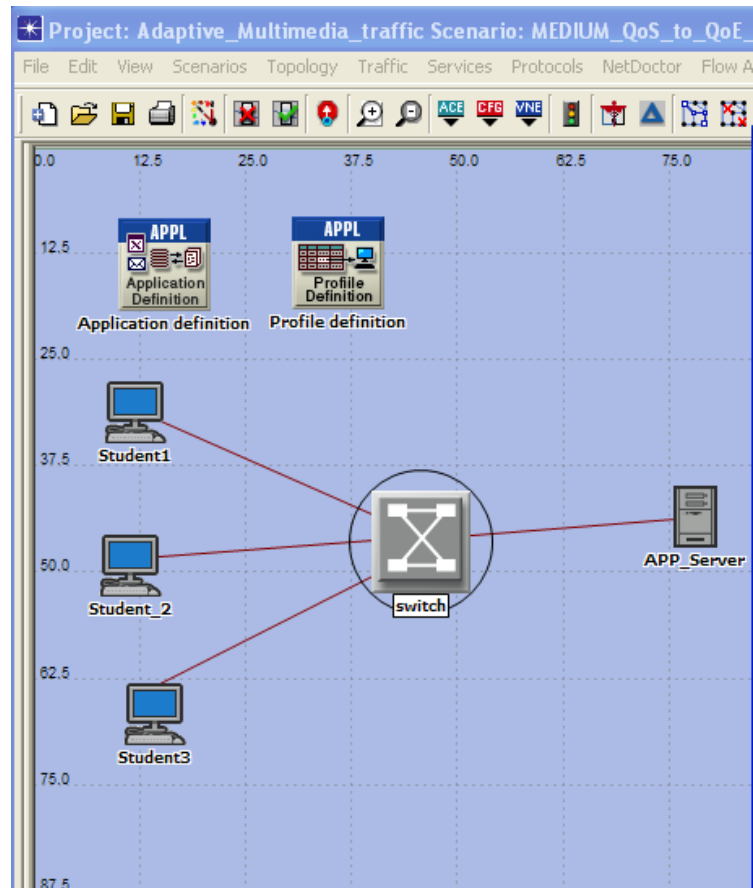 Project: Adaptive_Multimedia_traffic Scenario: MEDIUM_QoS_to_QoE_
File Edit View Scenarios Topology Traffic Services Protocols NetDoctor Flow A
ACE CFG VNE
0.0 12.5 25.0 37.5 50.0 62.5 75.0
APPL APPL
12.5
Application
Definition
Profile
Definition
Application definition Profile definition
25.0
Student1
37.5
50.0
APP_Server
Student_2
switch
62.5
Student3
75.0
87.5